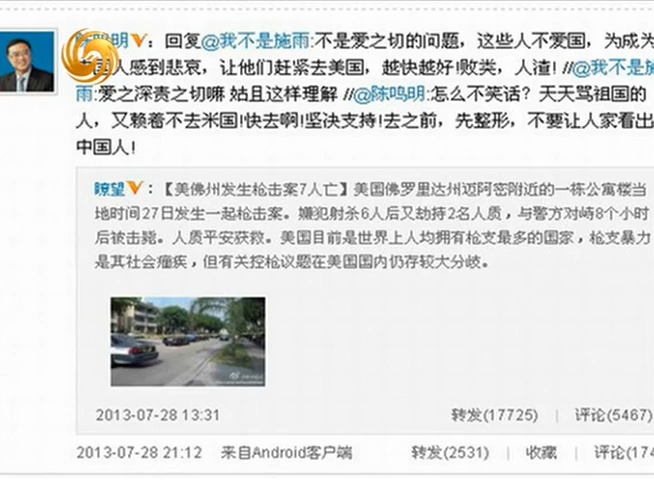 陈鸣明：回复@我不是施雨:不是爱之切的问题，这些人不爱国，为成为
人感到悲哀，让他们赶紧去美国，越快越好!败类，人渣! //@我不是施
雨:爱之深责之切嘛 姑且这样理解 //@陈鸣明:怎么不笑话？天天骂祖国的
人，又赖着不去米国!快去啊!坚决支持!去之前，先整形，不要让人家看出
中国人!
瞭望：【美佛州发生枪击案7人亡】美国佛罗里达州迈阿密附近的一栋公寓楼当
地时间27日发生一起枪击案。嫌犯射杀6人后又劫持2名人质，与警方对峙8个小时
后被击毙。人质平安获救。美国目前是世界上人均拥有枪支最多的国家，枪支暴力
是其社会痼疾，但有关控枪议题在美国国内仍存较大分歧。
2013-07-28 13:31 转发(17725) | 评论(5467)
2013-07-28 21:12 来自Android客户端 转发(2531) | 收藏 | 评论(174